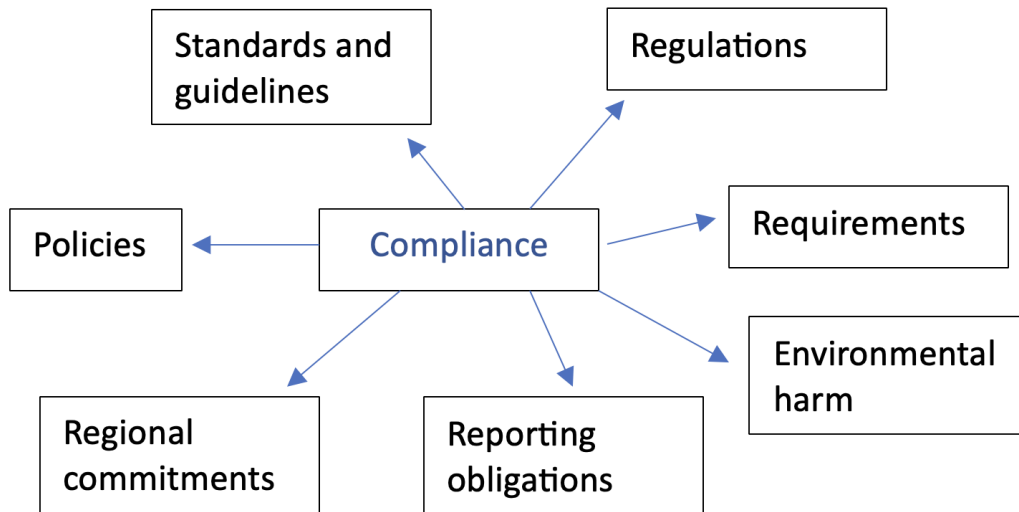 Standards and
guidelines
Regulations
Policies
Compliance
Requirements
Environmental
harm
Regional
commitments
Reporting
obligations